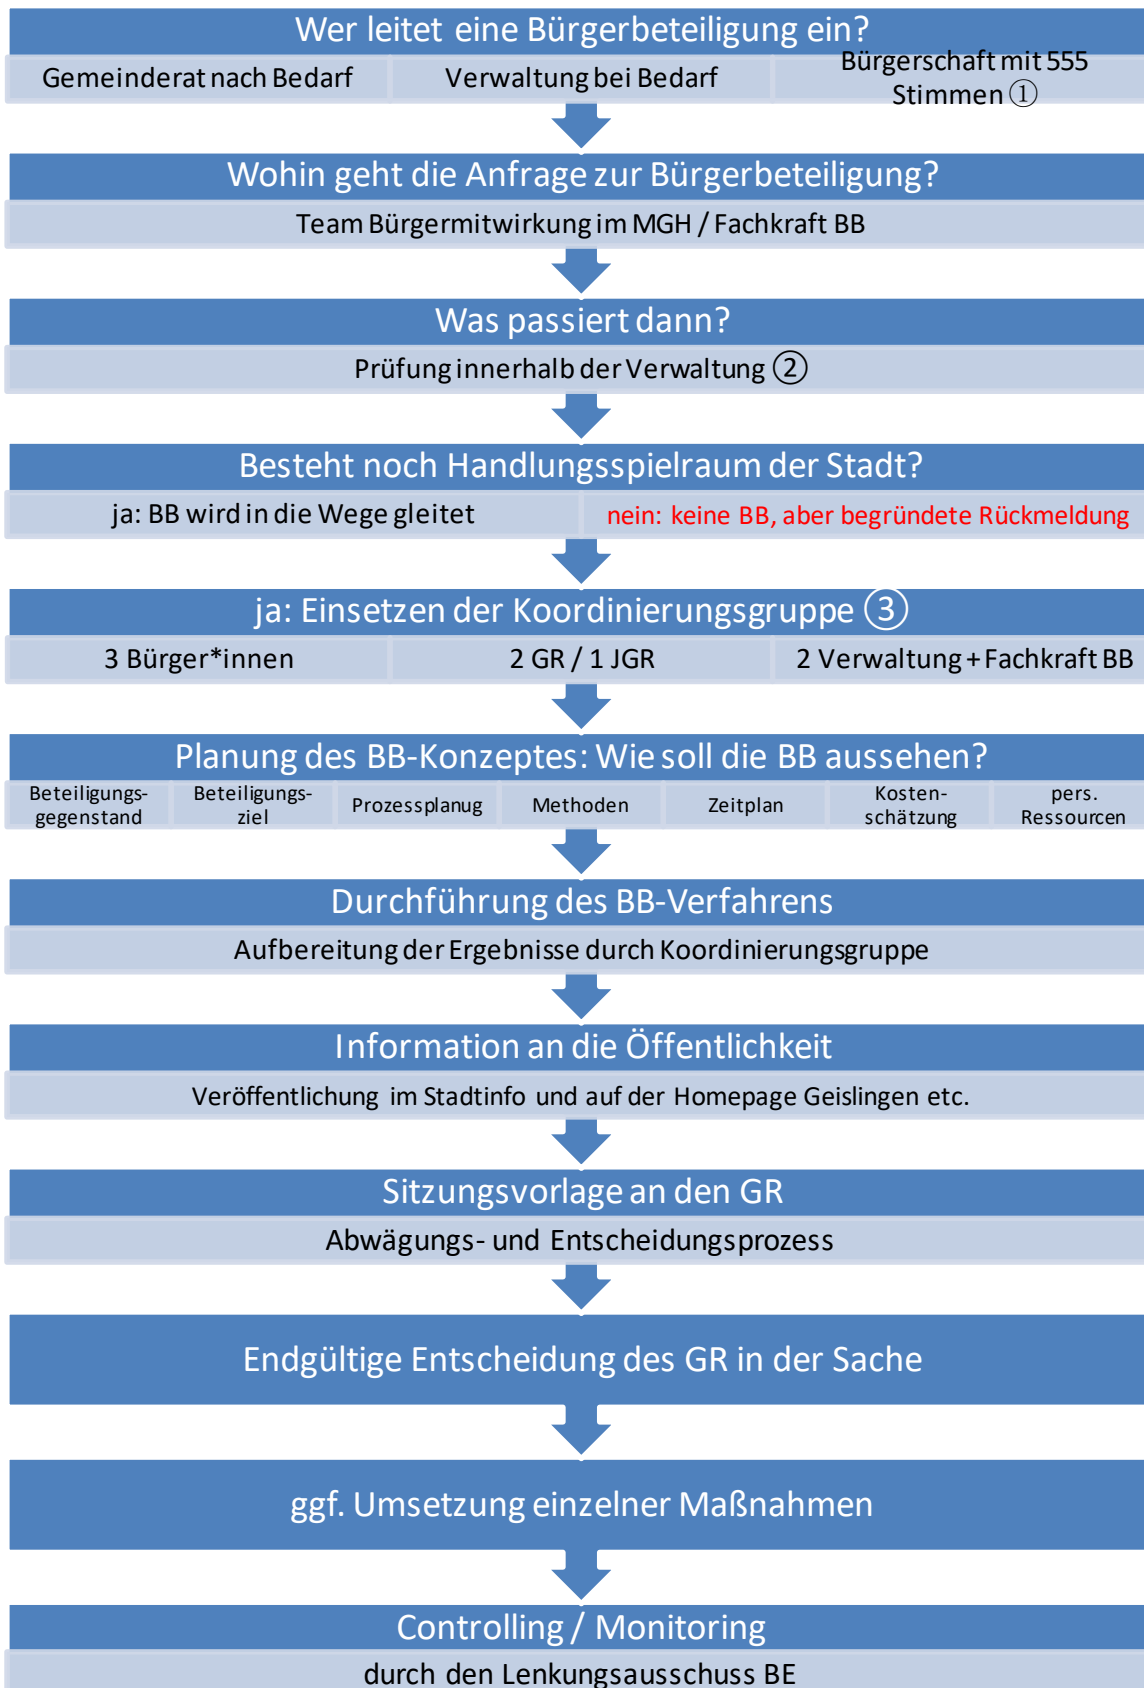 Wer leitet eine Bürgerbeteiligung ein?
Gemeinderat nach Bedarf
Verwaltung bei Bedarf
Bürgerschaft mit 555
Stimmen ①
Wohin geht die Anfrage zur Bürgerbeteiligung?
Team Bürgermitwirkung im MGH / Fachkraft BB
Was passiert dann?
Prüfung innerhalb der Verwaltung ②
Besteht noch Handlungsspielraum der Stadt?
ja: BB wird in die Wege gleitet
nein: keine BB, aber begründete Rückmeldung
ja: Einsetzen der Koordinierungsgruppe ③
3 Bürger*innen
2 GR / 1 JGR
2 Verwaltung + Fachkraft BB
Planung des BB-Konzeptes: Wie soll die BB aussehen?
Beteiligungs-
gegenstand
Beteiligungs-
ziel
Prozessplanug
Methoden
Zeitplan
Kosten-
schätzung
pers.
Ressourcen
Durchführung des BB-Verfahrens
Aufbereitung der Ergebnisse durch Koordinierungsgruppe
Information an die Öffentlichkeit
Veröffentlichung im Stadtinfo und auf der Homepage Geislingen etc.
Sitzungsvorlage an den GR
Abwägungs- und Entscheidungsprozess
Endgültige Entscheidung des GR in der Sache
ggf. Umsetzung einzelner Maßnahmen
Controlling / Monitoring
durch den Lenkungsausschuss BE